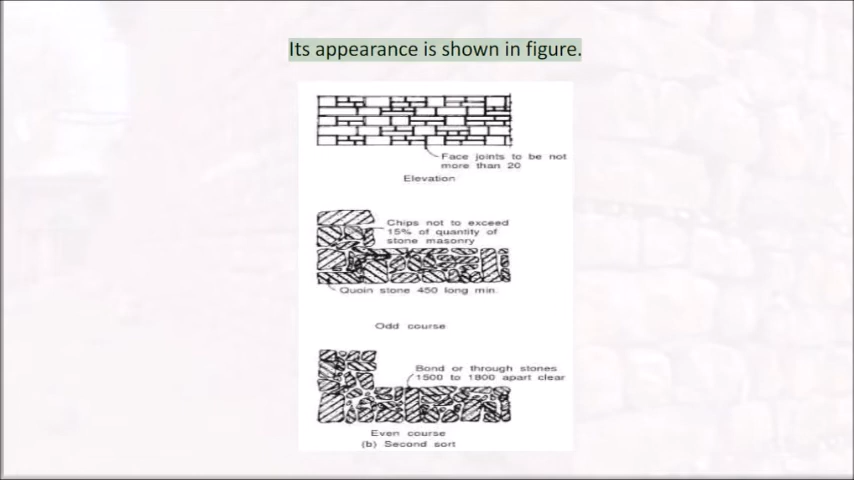 Its appearance is shown in figure.
Face joints to be not
more than 20
Elevation
Chips not to exceed
15% of quantity of
stone masonry
Quoin stone 450 long min.
Odd course
Bond or through stones
1500 to 1800 apart clear
Even course
(b) Second sort